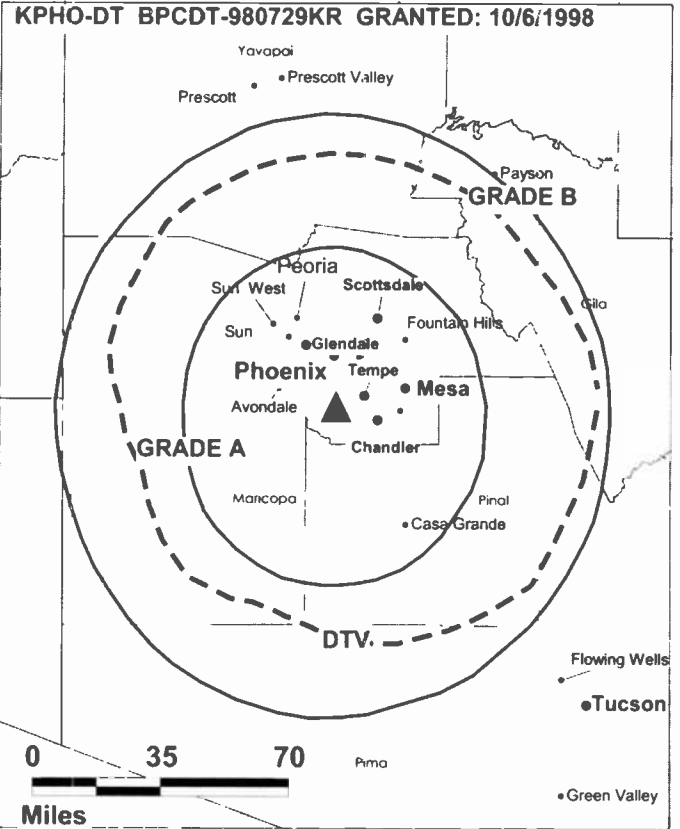 KPHO-DT BPCDT-980729KR GRANTED: 10/6/1998
Yavapai
Prescott Valley
Prescott
Payson
GRADE B
Peoria
Sun West
Scottsdale
Gila
Sun
Fountain Hills
Glendale
Phoenix
Tempe
Mesa
Avondale
GRADE A
Chandler
Maricopa
Pinal
Casa Grande
DTV
Flowing Wells
Tucson
0 35 70
Pima
Miles
Green Valley